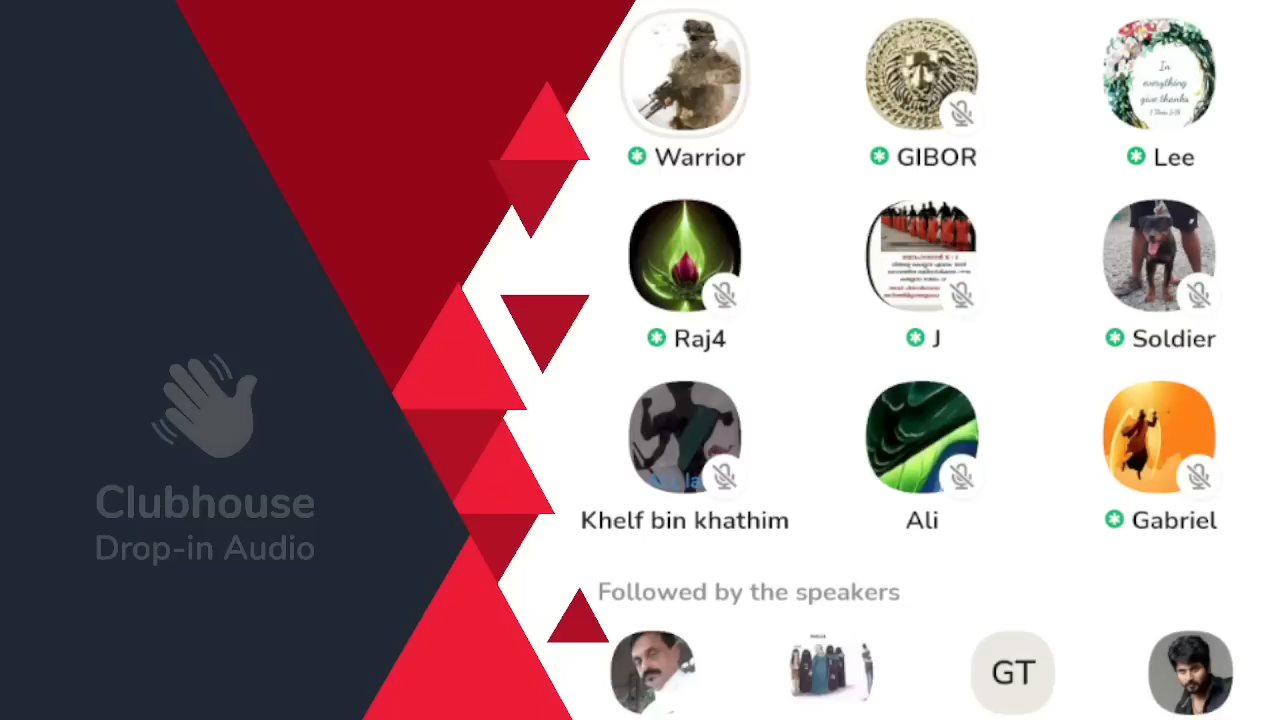 In
everything
give thanks
Warrior
GIBOR
Lee
Raj4
J
Soldier
Khelf bin khathim
Ali
Gabriel
Clubhouse
Drop-in Audio
Followed by the speakers
GT